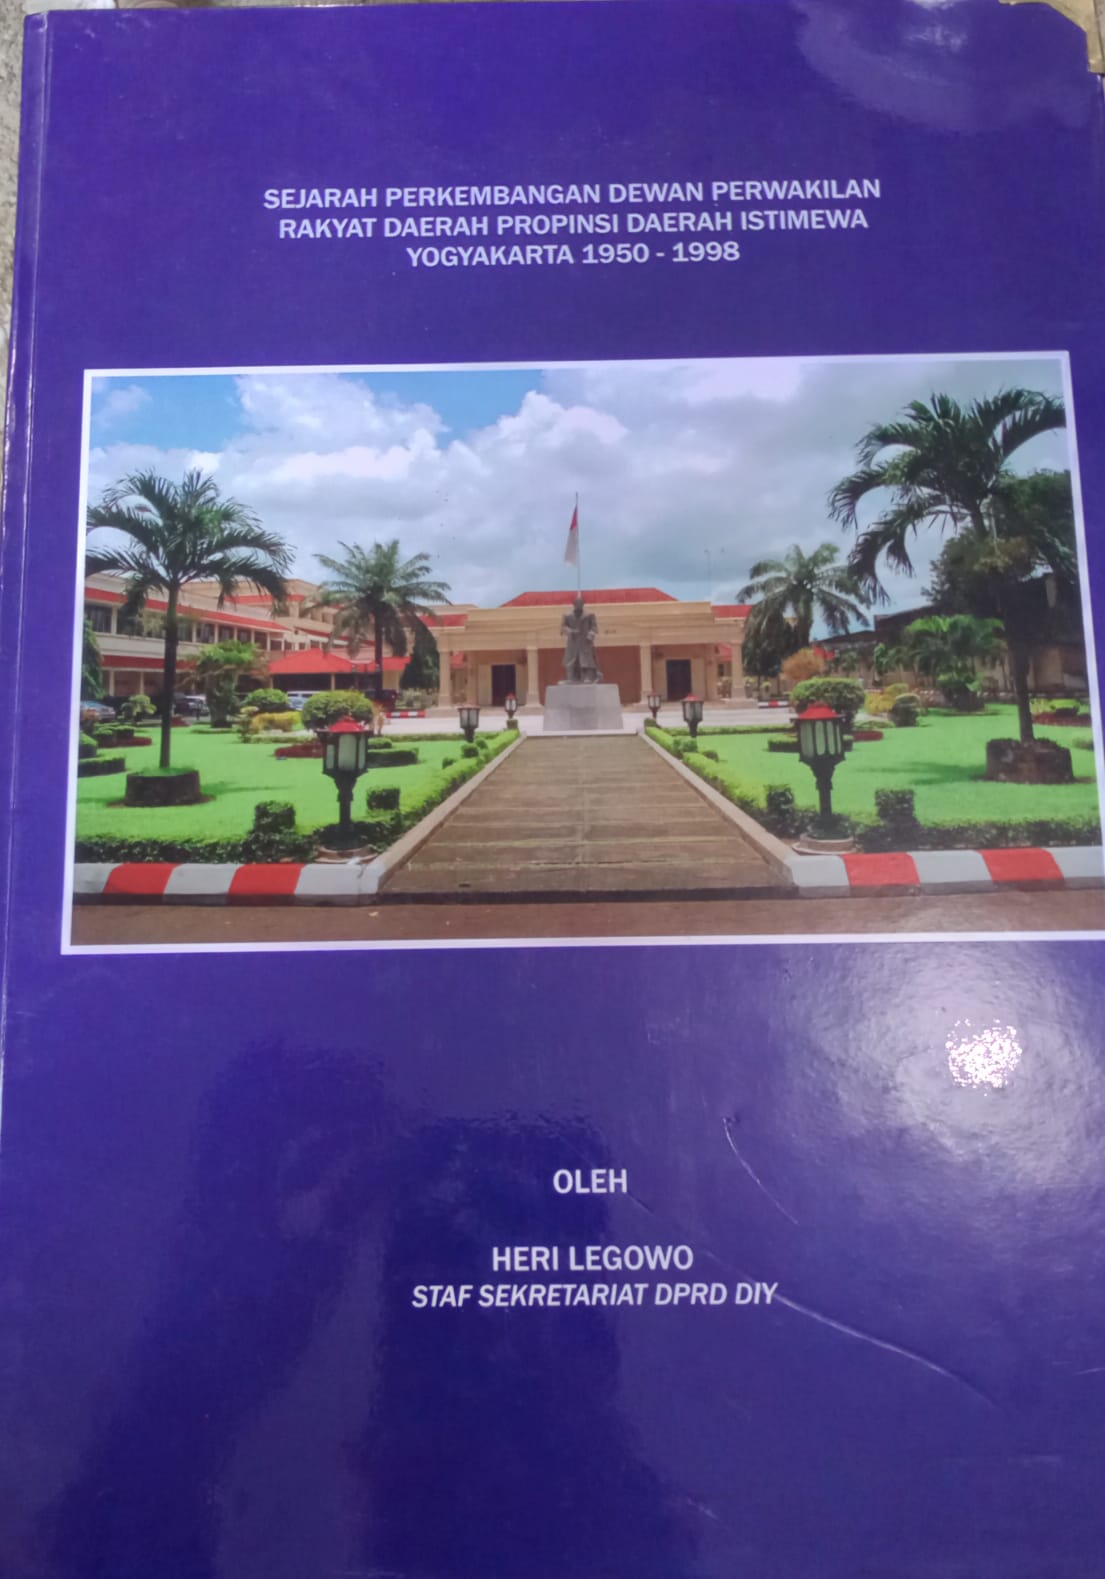 SEJARAH PERKEMBANGAN DEWAN PERWAKILAN
RAKYAT DAERAH PROPINSI DAERAH ISTIMEWA
YOGYAKARTA 1950 - 1998
OLEH
HERI LEGOWO
STAF SEKRETARIAT DPRD DIY